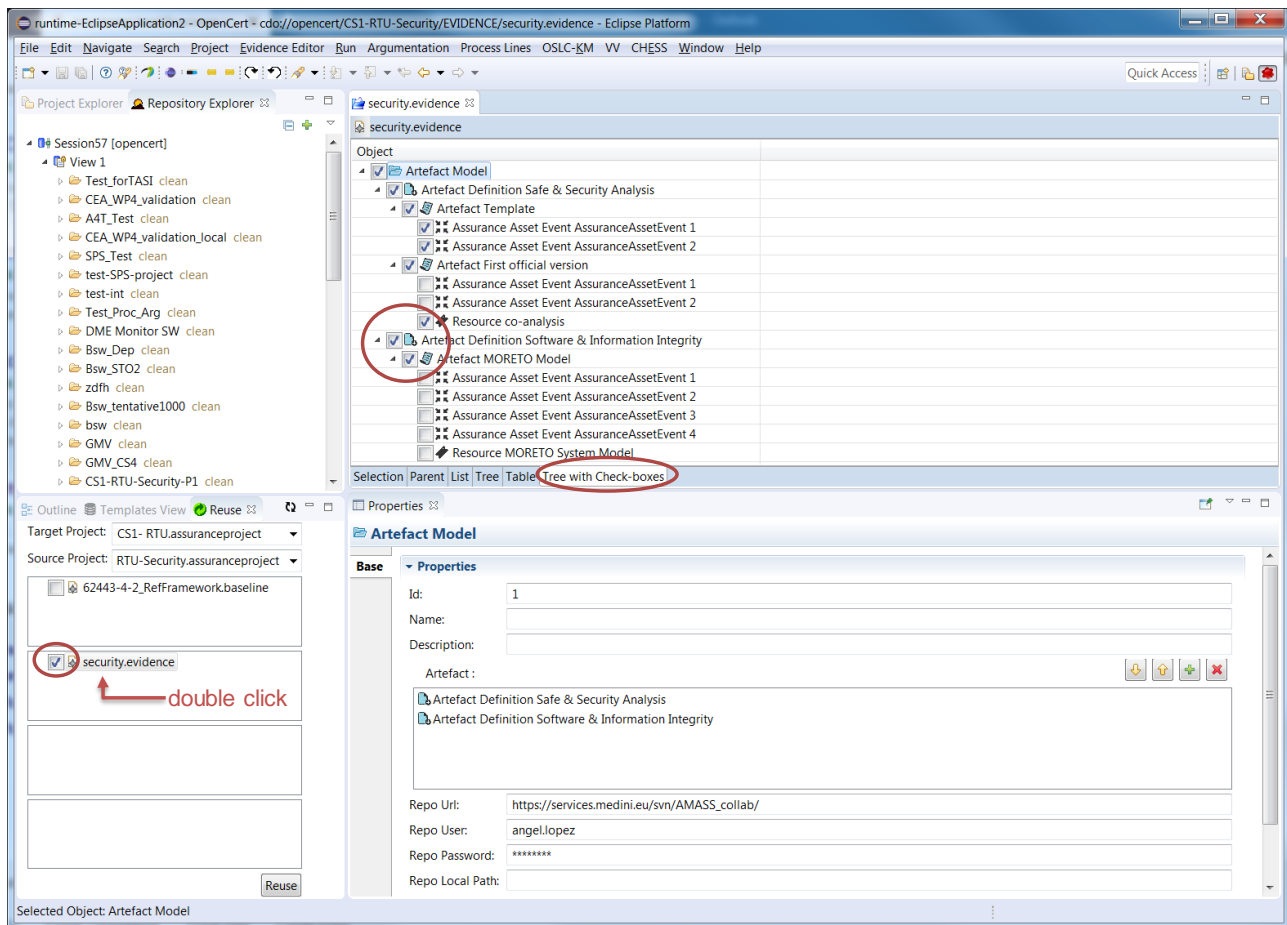 runtime-EclipseApplication2 - OpenCert - cdo://opencert/CS1-RTU-Security/EVIDENCE/security.evidence - Eclipse Platform
File Edit Navigate Search Project Evidence Editor Run Argumentation Process Lines OSLC-KM VV CHESS Window Help
Quick Access
Project Explorer Repository Explorer
Session57 [opencert]
View 1
Test_forTASI clean
CEA_WP4_validation clean
A4T_Test clean
CEA_WP4_validation_local clean
SPS_Test clean
test-SPS-project clean
test-int clean
Test_Proc_Arg clean
DME Monitor SW clean
Bsw_Dep clean
Bsw_STO2 clean
zdfh clean
Bsw_tentative1000 clean
bsw clean
GMV clean
GMV_CS4 clean
CS1-RTU-Security-P1 clean
security.evidence
security.evidence
Object
Artefact Model
Artefact Definition Safe & Security Analysis
Artefact Template
Assurance Asset Event AssuranceAssetEvent 1
Assurance Asset Event AssuranceAssetEvent 2
Artefact First official version
Assurance Asset Event AssuranceAssetEvent 1
Assurance Asset Event AssuranceAssetEvent 2
Resource co-analysis
Artefact Definition Software & Information Integrity
Artefact MORETO Model
Assurance Asset Event AssuranceAssetEvent 1
Assurance Asset Event AssuranceAssetEvent 2
Assurance Asset Event AssuranceAssetEvent 3
Assurance Asset Event AssuranceAssetEvent 4
Resource MORETO System Model
Selection Parent List Tree Table Tree with Check-boxes
Outline Templates View Reuse
Target Project: CS1- RTU.assuranceproject
Source Project: RTU-Security.assuranceproject
62443-4-2_RefFramework.baseline
security.evidence
double click
Reuse
Properties
Artefact Model
Base
Properties
Id: 1
Name:
Description:
Artefact :
Artefact Definition Safe & Security Analysis
Artefact Definition Software & Information Integrity
Repo Url: https://services.medini.eu/svn/AMASS_collab/
Repo User: angel.lopez
Repo Password: ********
Repo Local Path:
Selected Object: Artefact Model